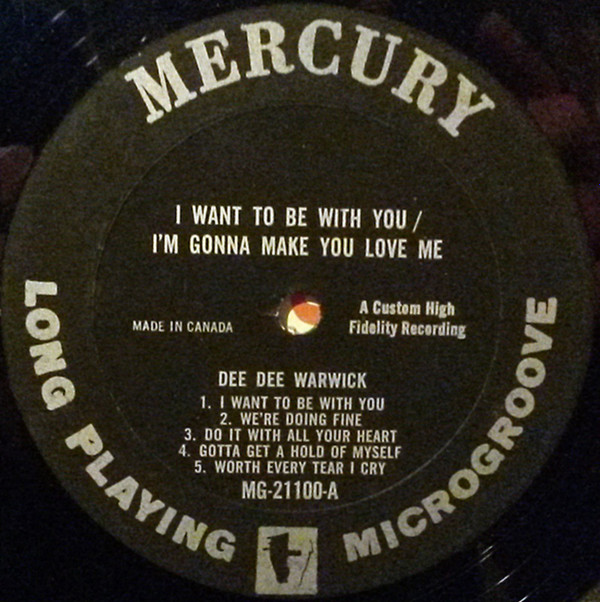 MERCURY
I WANT TO BE WITH YOU /
I'M GONNA MAKE YOU LOVE ME
MADE IN CANADA
A Custom High
Fidelity Recording
DEE DEE WARWICK
1. I WANT TO BE WITH YOU
2. WE'RE DOING FINE
3. DO IT WITH ALL YOUR HEART
4. GOTTA GET A HOLD OF MYSELF
5. WORTH EVERY TEAR I CRY
MG-21100-A
LONG PLAYING MICROGROOVE